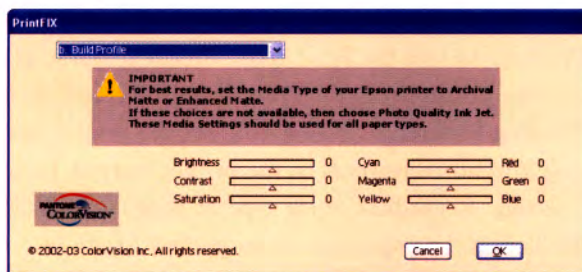 PrintFIX
b. Build Profile
IMPORTANT
For best results, set the Media Type of your Epson printer to Archival
Matte or Enhanced Matte.
If these choices are not available, then choose Photo Quality Ink Jet.
These Media Settings should be used for all paper types.
Brightness 0 Cyan Red 0
Contrast 0 Magenta Green 0
Saturation 0 Yellow Blue 0
PANTONE
COLORVISION
© 2002-03 ColorVision Inc, All rights reserved.
Cancel OK